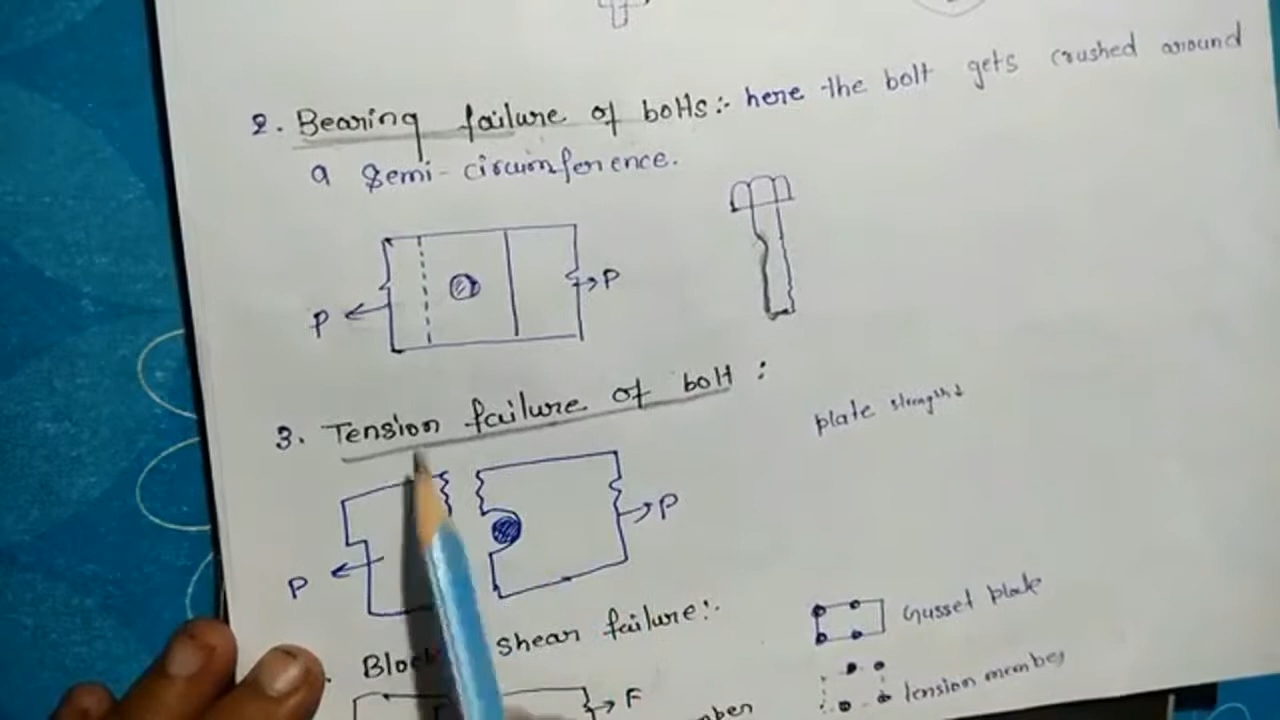 2. Bearing failure of bolts:- here the bolt gets crushed around
a Semi-circumference.
P
P
3. Tension failure of bolt :
plate strength↓
P
P
shear failure:-
Gusset plate
tension member
F